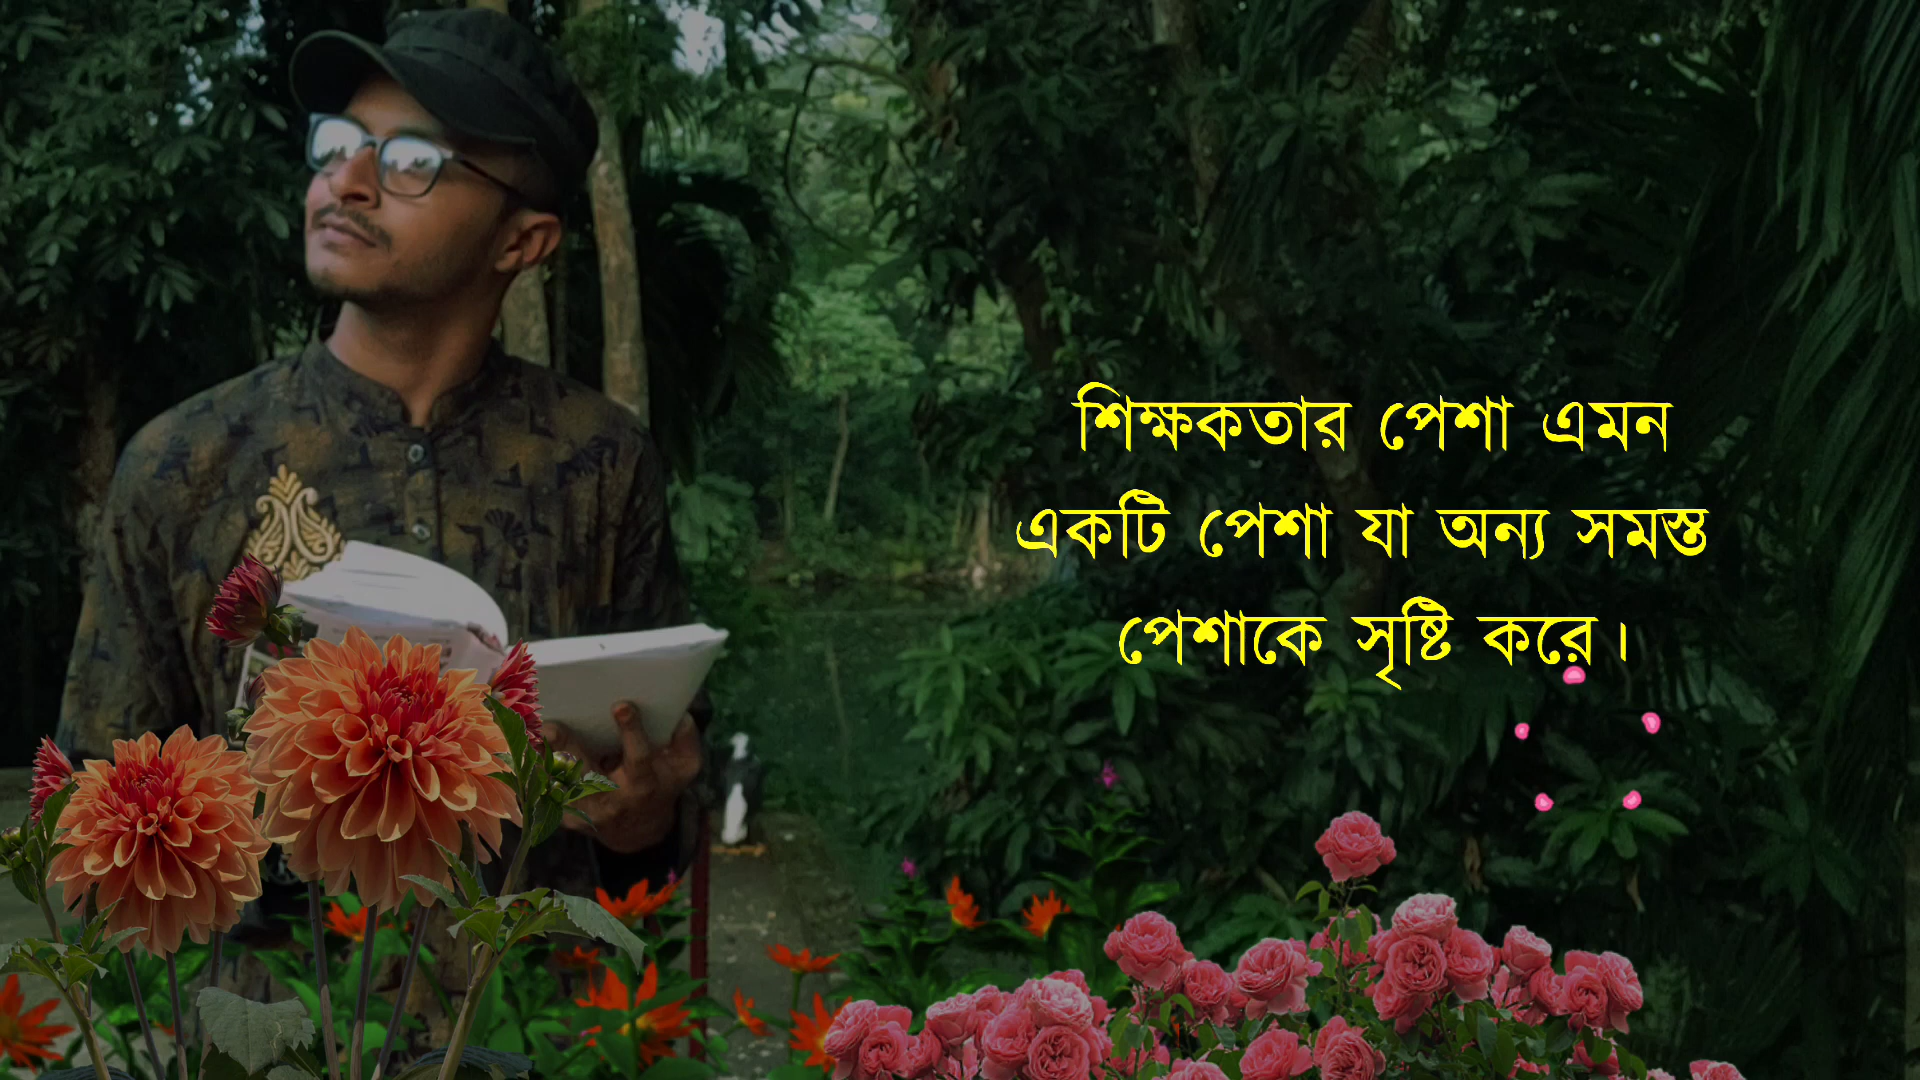 শিক্ষকতার পেশা এমন
একটি পেশা যা অন্য সমস্ত
পেশাকে সৃষ্টি করে।